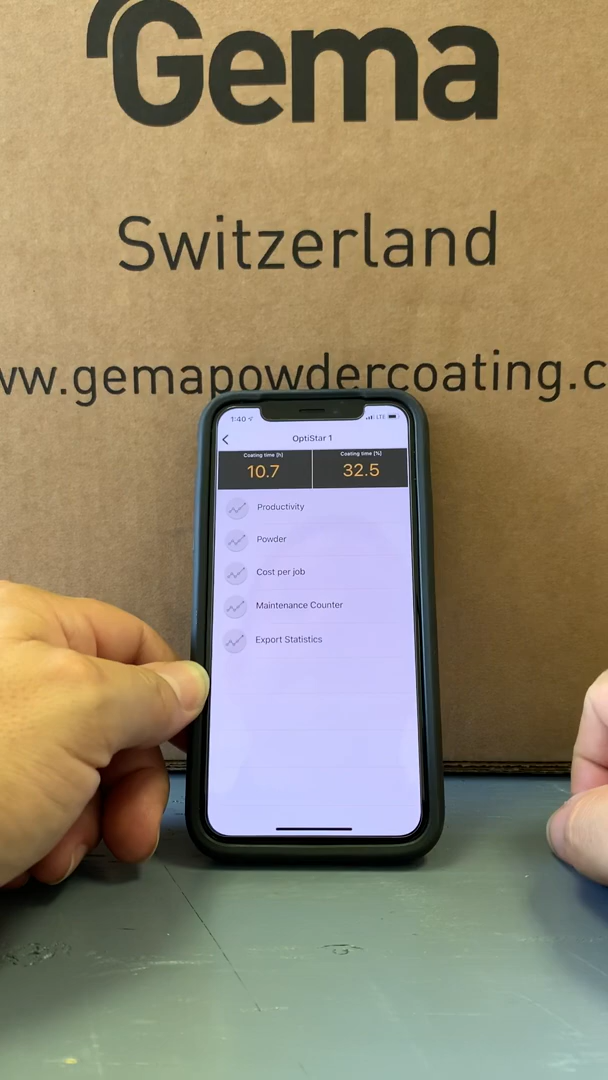 Gema
Switzerland
ww.gemapowdercoating.c
1:40 LTE
OptiStar 1
Coating time [h] Coating time [%]
10.7 32.5
Productivity
Powder
Cost per job
Maintenance Counter
Export Statistics